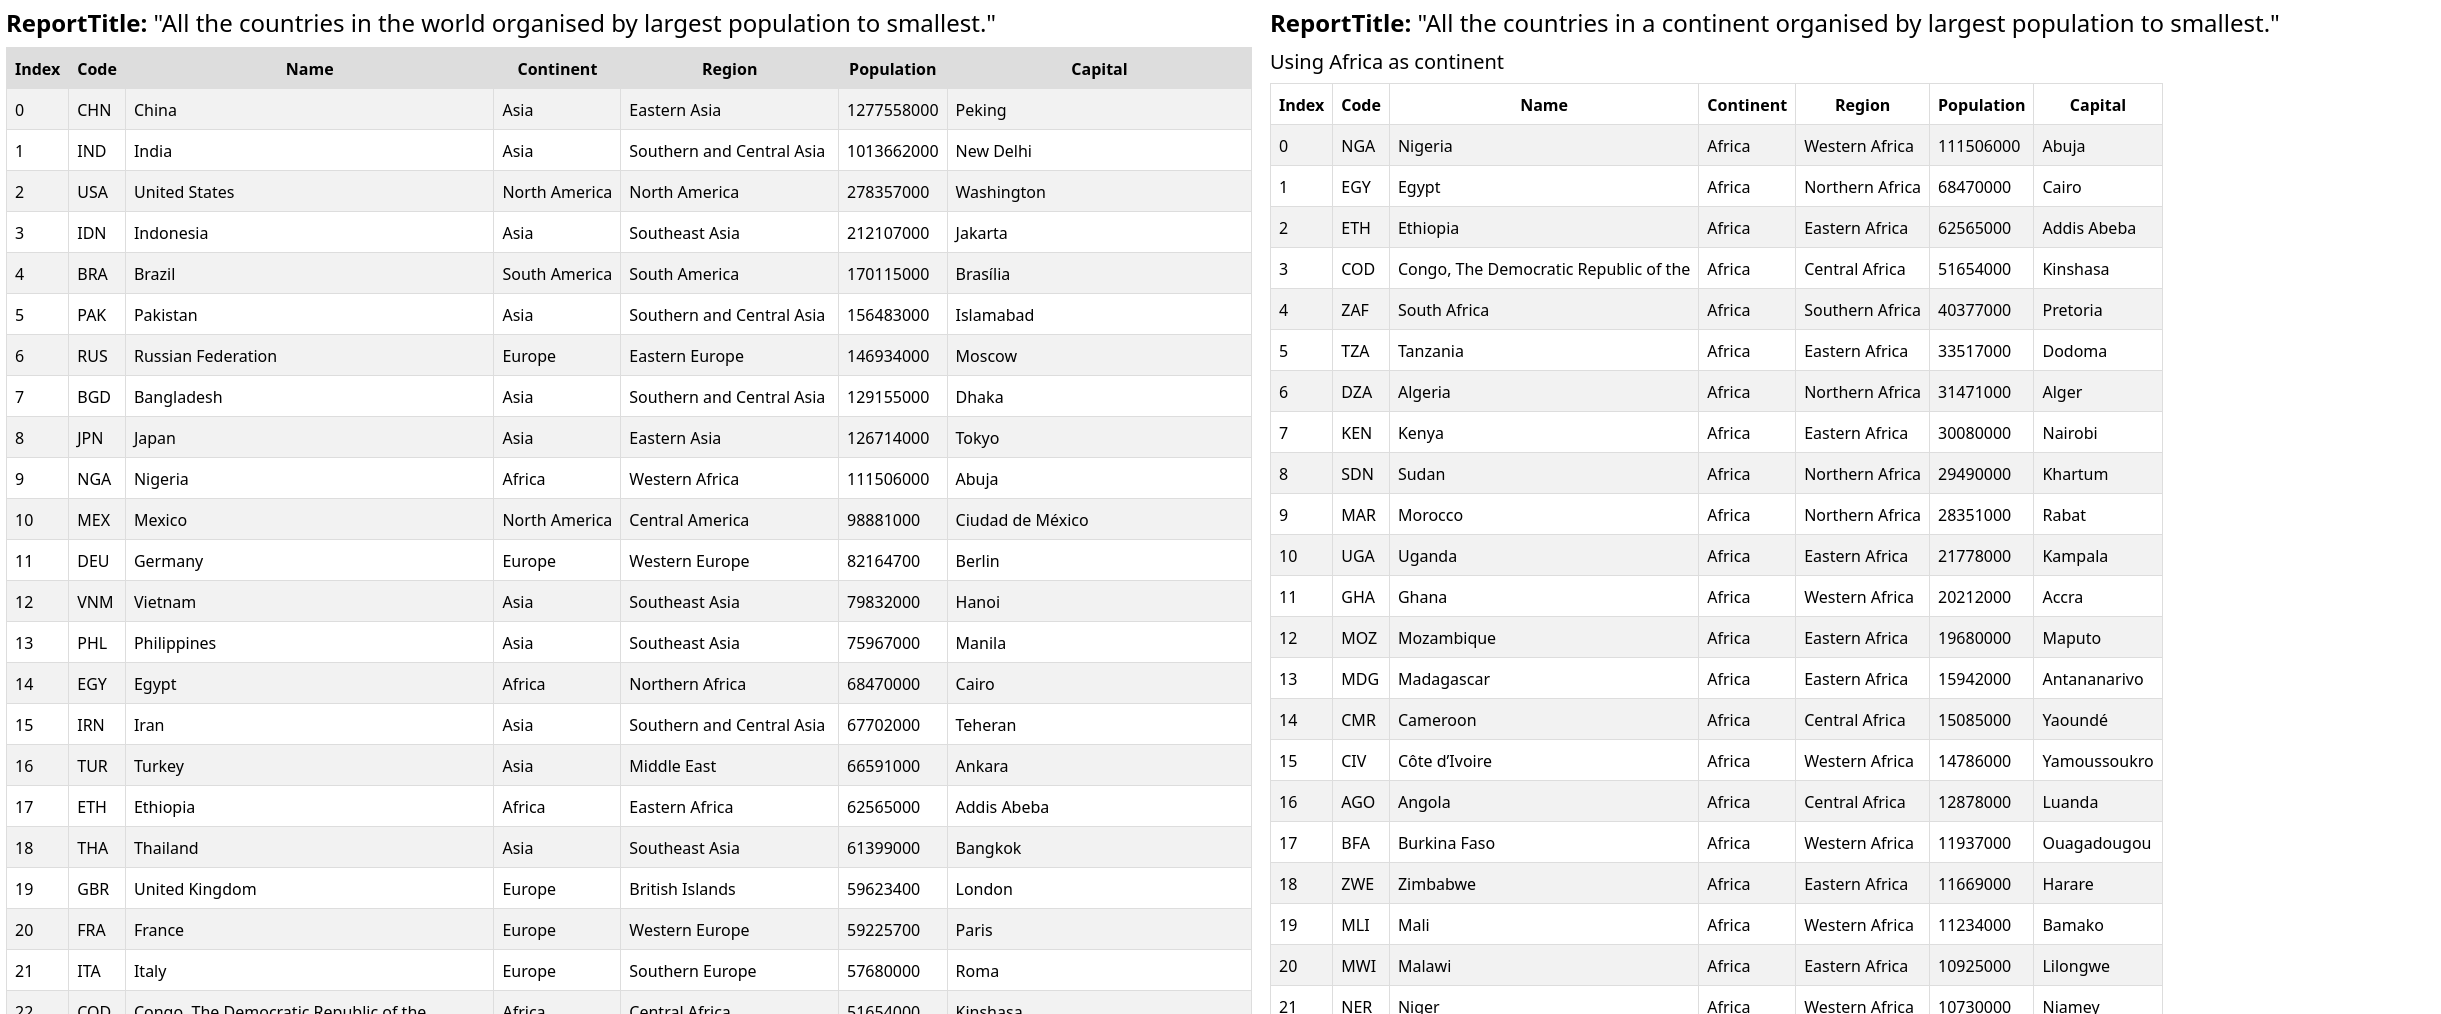 ReportTitle: "All the countries in the world organised by largest population to smallest."
Index Code Name Continent Region Population Capital
0 CHN China Asia Eastern Asia 1277558000 Peking
1 IND India Asia Southern and Central Asia 1013662000 New Delhi
2 USA United States North America North America 278357000 Washington
3 IDN Indonesia Asia Southeast Asia 212107000 Jakarta
4 BRA Brazil South America South America 170115000 Brasília
5 PAK Pakistan Asia Southern and Central Asia 156483000 Islamabad
6 RUS Russian Federation Europe Eastern Europe 146934000 Moscow
7 BGD Bangladesh Asia Southern and Central Asia 129155000 Dhaka
8 JPN Japan Asia Eastern Asia 126714000 Tokyo
9 NGA Nigeria Africa Western Africa 111506000 Abuja
10 MEX Mexico North America Central America 98881000 Ciudad de México
11 DEU Germany Europe Western Europe 82164700 Berlin
12 VNM Vietnam Asia Southeast Asia 79832000 Hanoi
13 PHL Philippines Asia Southeast Asia 75967000 Manila
14 EGY Egypt Africa Northern Africa 68470000 Cairo
15 IRN Iran Asia Southern and Central Asia 67702000 Teheran
16 TUR Turkey Asia Middle East 66591000 Ankara
17 ETH Ethiopia Africa Eastern Africa 62565000 Addis Abeba
18 THA Thailand Asia Southeast Asia 61399000 Bangkok
19 GBR United Kingdom Europe British Islands 59623400 London
20 FRA France Europe Western Europe 59225700 Paris
21 ITA Italy Europe Southern Europe 57680000 Roma
22 COD Congo, The Democratic Republic of the Africa Central Africa 51654000 Kinshasa
ReportTitle: "All the countries in a continent organised by largest population to smallest."
Using Africa as continent
Index Code Name Continent Region Population Capital
0 NGA Nigeria Africa Western Africa 111506000 Abuja
1 EGY Egypt Africa Northern Africa 68470000 Cairo
2 ETH Ethiopia Africa Eastern Africa 62565000 Addis Abeba
3 COD Congo, The Democratic Republic of the Africa Central Africa 51654000 Kinshasa
4 ZAF South Africa Africa Southern Africa 40377000 Pretoria
5 TZA Tanzania Africa Eastern Africa 33517000 Dodoma
6 DZA Algeria Africa Northern Africa 31471000 Alger
7 KEN Kenya Africa Eastern Africa 30080000 Nairobi
8 SDN Sudan Africa Northern Africa 29490000 Khartum
9 MAR Morocco Africa Northern Africa 28351000 Rabat
10 UGA Uganda Africa Eastern Africa 21778000 Kampala
11 GHA Ghana Africa Western Africa 20212000 Accra
12 MOZ Mozambique Africa Eastern Africa 19680000 Maputo
13 MDG Madagascar Africa Eastern Africa 15942000 Antananarivo
14 CMR Cameroon Africa Central Africa 15085000 Yaoundé
15 CIV Côte d’Ivoire Africa Western Africa 14786000 Yamoussoukro
16 AGO Angola Africa Central Africa 12878000 Luanda
17 BFA Burkina Faso Africa Western Africa 11937000 Ouagadougou
18 ZWE Zimbabwe Africa Eastern Africa 11669000 Harare
19 MLI Mali Africa Western Africa 11234000 Bamako
20 MWI Malawi Africa Eastern Africa 10925000 Lilongwe
21 NER Niger Africa Western Africa 10730000 Niamey